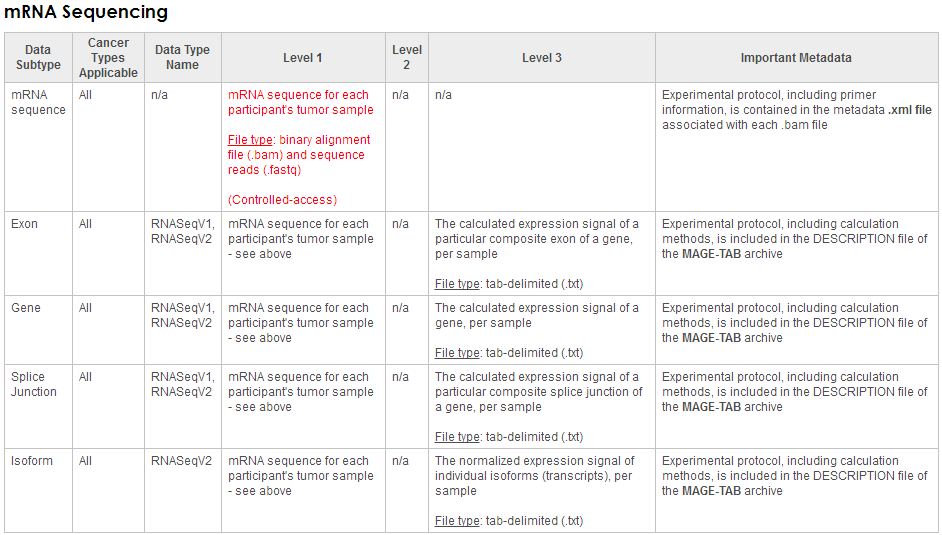 mRNA Sequencing
Data Subtype
Cancer Types Applicable
Data Type Name
Level 1
Level 2
Level 3
Important Metadata
mRNA
sequence
All
n/a
mRNA sequence for each
participant's tumor sample
File type: binary alignment
file (.bam) and sequence
reads (.fastq)
(Controlled-access)
n/a
n/a
Experimental protocol, including primer
information, is contained in the metadata .xml file
associated with each .bam file
Exon
All
RNASeqV1,
RNASeqV2
mRNA sequence for each
participant's tumor sample
- see above
n/a
The calculated expression signal of a
particular composite exon of a gene,
per sample
File type: tab-delimited (.txt)
Experimental protocol, including calculation
methods, is included in the DESCRIPTION file of
the MAGE-TAB archive
Gene
All
RNASeqV1,
RNASeqV2
mRNA sequence for each
participant's tumor sample
- see above
n/a
The calculated expression signal of a
gene, per sample
File type: tab-delimited (.txt)
Experimental protocol, including calculation
methods, is included in the DESCRIPTION file of
the MAGE-TAB archive
Splice
Junction
All
RNASeqV1,
RNASeqV2
mRNA sequence for each
participant's tumor sample
- see above
n/a
The calculated expression signal of a
particular composite splice junction of
a gene, per sample
File type: tab-delimited (.txt)
Experimental protocol, including calculation
methods, is included in the DESCRIPTION file of
the MAGE-TAB archive
Isoform
All
RNASeqV2
mRNA sequence for each
participant's tumor sample
- see above
n/a
The normalized expression signal of
individual isoforms (transcripts), per
sample
File type: tab-delimited (.txt)
Experimental protocol, including calculation
methods, is included in the DESCRIPTION file of
the MAGE-TAB archive